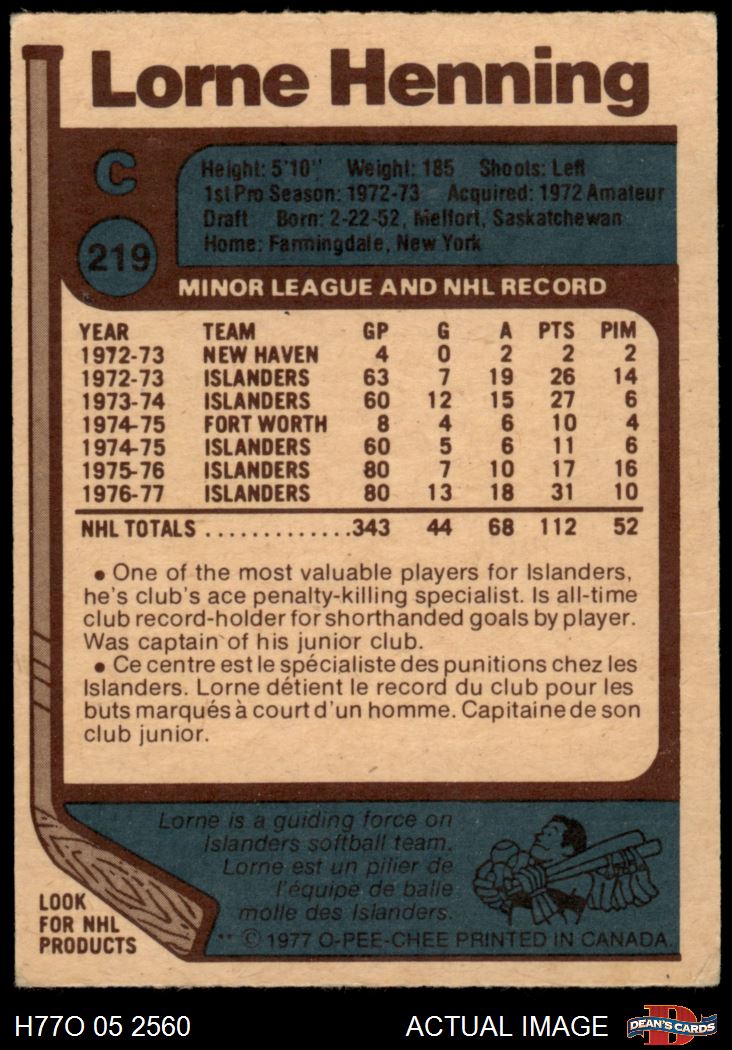 Lorne Henning
C
Height: 5'10" Weight: 185 Shoots: Left
1st Pro Season: 1972-73 Acquired: 1972 Amateur
Draft Born: 2-22-52, Melfort, Saskatchewan
Home: Farmingdale, New York
219
MINOR LEAGUE AND NHL RECORD
YEAR TEAM GP G A PTS PIM
1972-73 NEW HAVEN 4 0 2 2 2
1972-73 ISLANDERS 63 7 19 26 14
1973-74 ISLANDERS 60 12 15 27 6
1974-75 FORT WORTH 8 4 6 10 4
1974-75 ISLANDERS 60 5 6 11 6
1975-76 ISLANDERS 80 7 10 17 16
1976-77 ISLANDERS 80 13 18 31 10
NHL TOTALS .............343 44 68 112 52
• One of the most valuable players for Islanders,
he's club's ace penalty-killing specialist. Is all-time
club record-holder for shorthanded goals by player.
Was captain of his junior club.
• Ce centre est le spécialiste des punitions chez les
Islanders. Lorne détient le record du club pour les
buts marqués à court d'un homme. Capitaine de son
club junior.
Lorne is a guiding force on
Islanders softball team.
Lorne est un pilier de
l'équipe de balle
molle des Islanders.
LOOK
FOR NHL
PRODUCTS
** © 1977 O-PEE-CHEE PRINTED IN CANADA.
H77O 05 2560 ACTUAL IMAGE DEAN'S CARDS